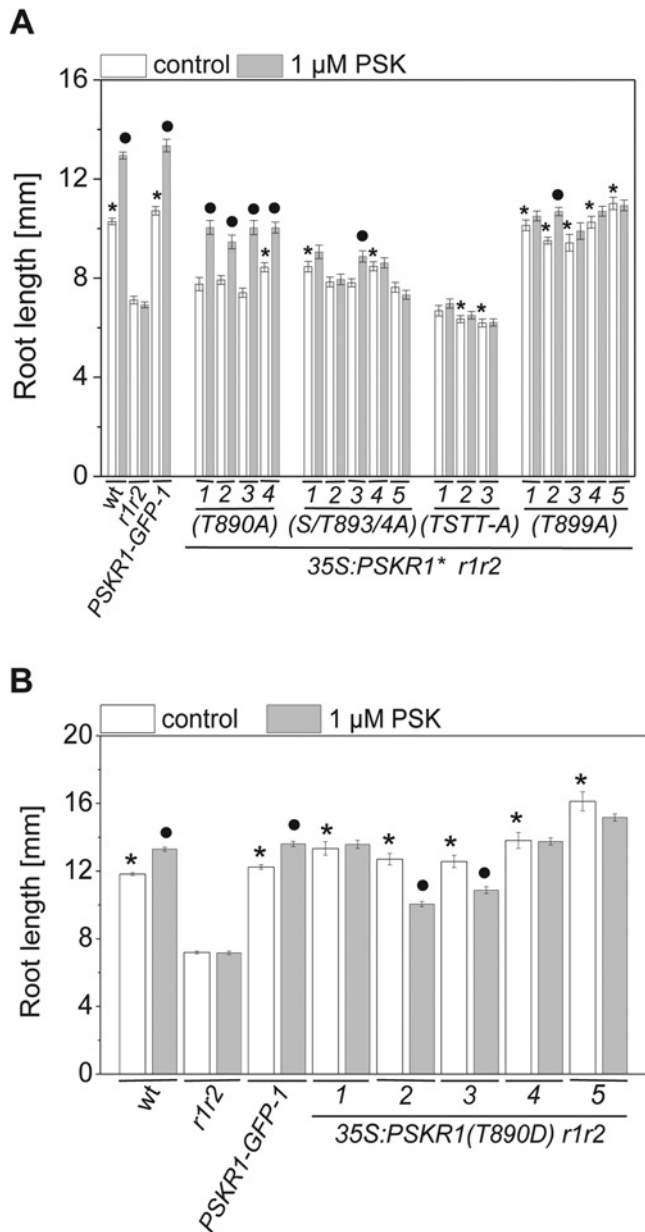 A
control 1 µM PSK
16
12
8
4
0
Root length [mm]
* ● * ● ● ● ● * ● * ● * * * * * ● * * *
wt r1r2 PSKR1-GFP-1 1 2 3 4 1 2 3 4 5 1 2 3 1 2 3 4 5
(T890A) (S/T893/4A) (TSTT-A) (T899A)
35S:PSKR1* r1r2
B
control 1 µM PSK
20
16
12
8
4
0
Root length [mm]
* ● * ● * * ● * ● * *
wt r1r2 PSKR1-GFP-1 1 2 3 4 5
35S:PSKR1(T890D) r1r2